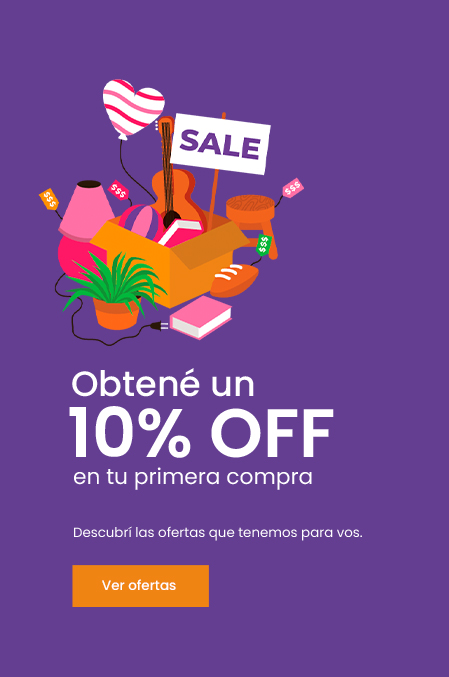 SALE
$$$
$$$
$$$
$$$
Obtené un
10% OFF
en tu primera compra
Descubrí las ofertas que tenemos para vos.
Ver ofertas